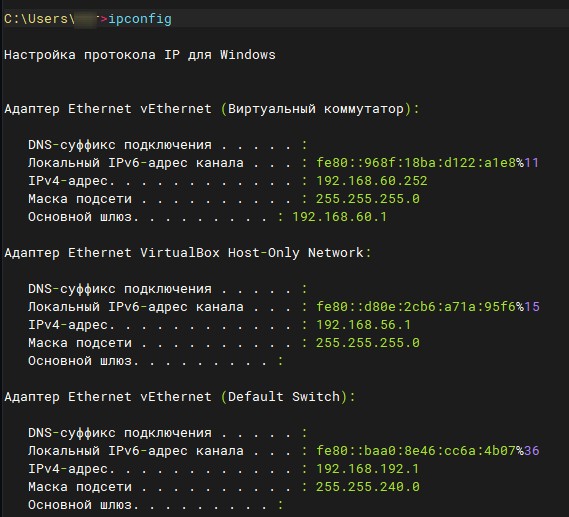 C:\Users\ >ipconfig
Настройка протокола IP для Windows
Адаптер Ethernet vEthernet (Виртуальный коммутатор):
DNS-суффикс подключения . . . . . :
Локальный IPv6-адрес канала . . . : fe80::968f:18ba:d122:a1e8%11
IPv4-адрес. . . . . . . . . . . . : 192.168.60.252
Маска подсети . . . . . . . . . . : 255.255.255.0
Основной шлюз. . . . . . . . . : 192.168.60.1
Адаптер Ethernet VirtualBox Host-Only Network:
DNS-суффикс подключения . . . . . :
Локальный IPv6-адрес канала . . . : fe80::d80e:2cb6:a71a:95f6%15
IPv4-адрес. . . . . . . . . . . . : 192.168.56.1
Маска подсети . . . . . . . . . . : 255.255.255.0
Основной шлюз. . . . . . . . . :
Адаптер Ethernet vEthernet (Default Switch):
DNS-суффикс подключения . . . . . :
Локальный IPv6-адрес канала . . . : fe80::baa0:8e46:cc6a:4b07%36
IPv4-адрес. . . . . . . . . . . . : 192.168.192.1
Маска подсети . . . . . . . . . . : 255.255.240.0
Основной шлюз. . . . . . . . . :